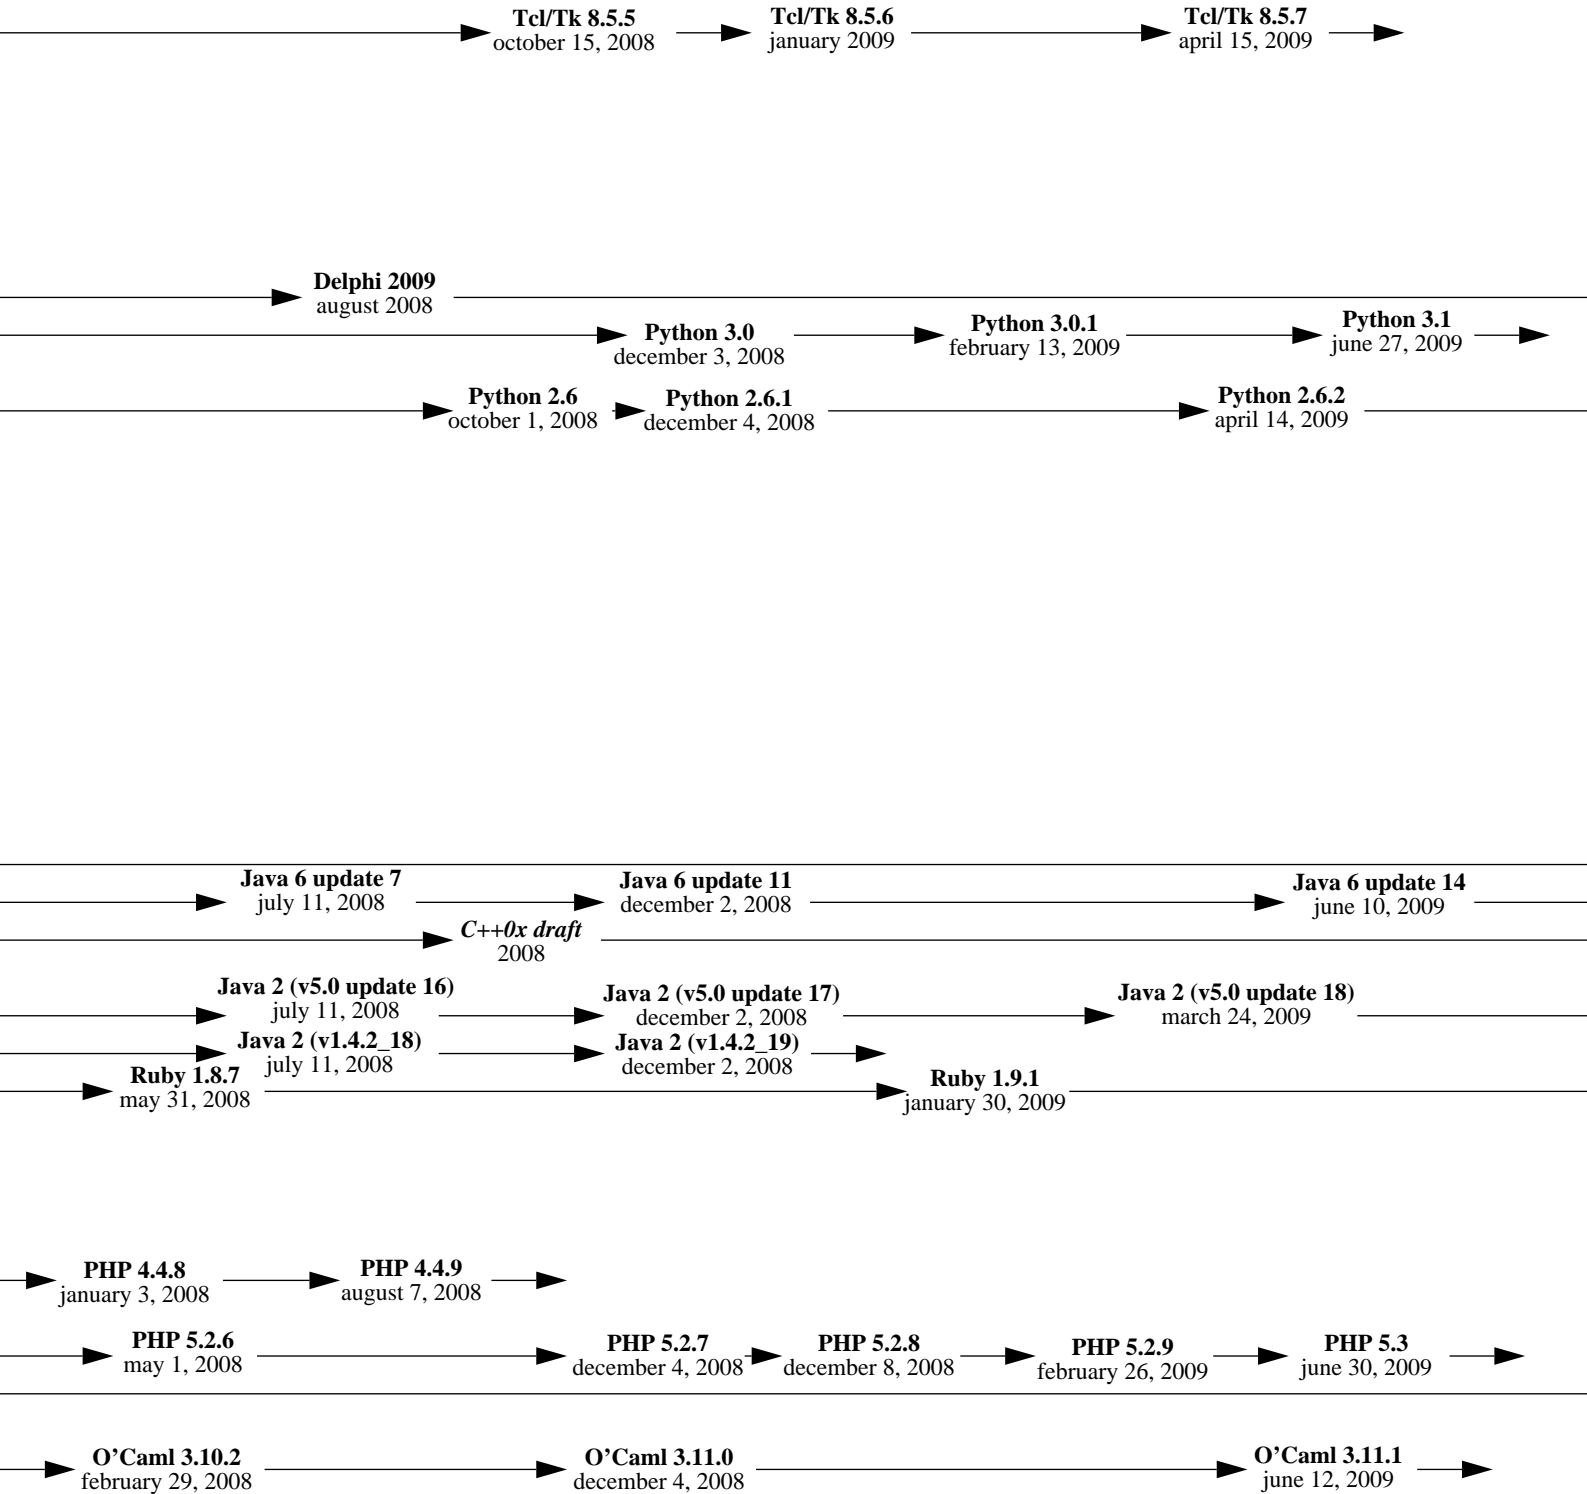 Tcl/Tk 8.5.5
october 15, 2008
Tcl/Tk 8.5.6
january 2009
Tcl/Tk 8.5.7
april 15, 2009
Delphi 2009
august 2008
Python 3.0
december 3, 2008
Python 3.0.1
february 13, 2009
Python 3.1
june 27, 2009
Python 2.6
october 1, 2008
Python 2.6.1
december 4, 2008
Python 2.6.2
april 14, 2009
Java 6 update 7
july 11, 2008
Java 6 update 11
december 2, 2008
Java 6 update 14
june 10, 2009
C++0x draft
2008
Java 2 (v5.0 update 16)
july 11, 2008
Java 2 (v5.0 update 17)
december 2, 2008
Java 2 (v5.0 update 18)
march 24, 2009
Java 2 (v1.4.2_18)
july 11, 2008
Java 2 (v1.4.2_19)
december 2, 2008
Ruby 1.8.7
may 31, 2008
Ruby 1.9.1
january 30, 2009
PHP 4.4.8
january 3, 2008
PHP 4.4.9
august 7, 2008
PHP 5.2.6
may 1, 2008
PHP 5.2.7
december 4, 2008
PHP 5.2.8
december 8, 2008
PHP 5.2.9
february 26, 2009
PHP 5.3
june 30, 2009
O’Caml 3.10.2
february 29, 2008
O’Caml 3.11.0
december 4, 2008
O’Caml 3.11.1
june 12, 2009